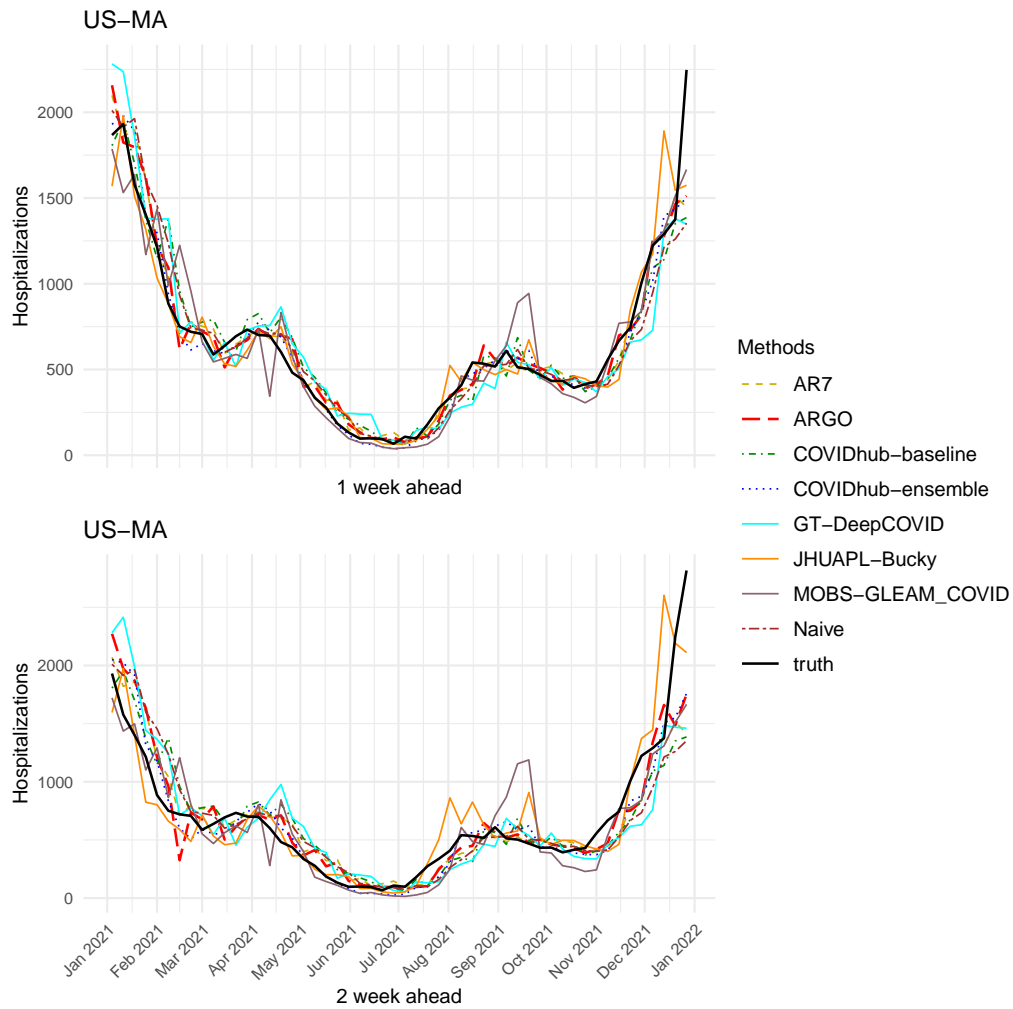 US−MA
Hospitalizations
2000
1500
1000
500
0
1 week ahead
US−MA
Hospitalizations
2000
1000
0
Jan 2021
Feb 2021
Mar 2021
Apr 2021
May 2021
Jun 2021
Jul 2021
Aug 2021
Sep 2021
Oct 2021
Nov 2021
Dec 2021
Jan 2022
2 week ahead
Methods
AR7
ARGO
COVIDhub−baseline
COVIDhub−ensemble
GT−DeepCOVID
JHUAPL−Bucky
MOBS−GLEAM_COVID
Naive
truth